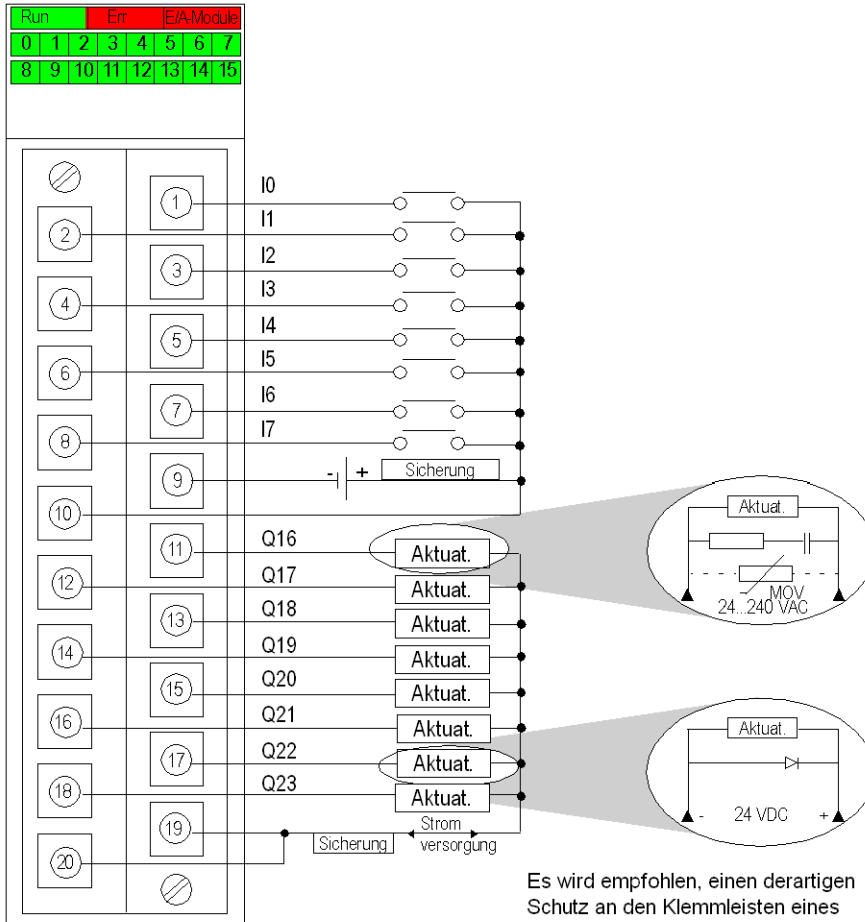 Run Err E/A-Module
0 1 2 3 4 5 6 7
8 9 10 11 12 13 14 15
1 I0
2 I1
3 I2
4 I3
5 I4
6 I5
7 I6
8 I7
9 - + Sicherung
10
11 Q16 Aktuat.
12 Q17 Aktuat.
13 Q18 Aktuat.
14 Q19 Aktuat.
15 Q20 Aktuat.
16 Q21 Aktuat.
17 Q22 Aktuat.
18 Q23 Aktuat.
19 Sicherung Strom
versorgung
20
Aktuat.
MOV
24...240 VAC
Aktuat.
- 24 VDC +
Es wird empfohlen, einen derartigen
Schutz an den Klemmleisten eines